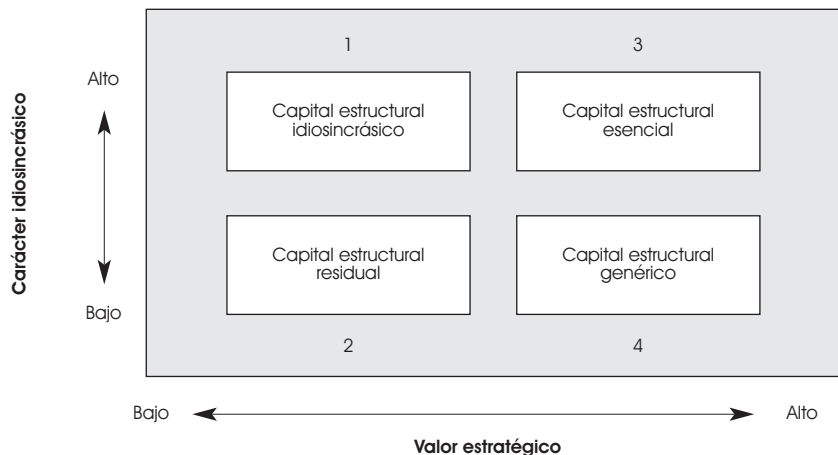 1
3
Alto
Capital estructural
idiosincrásico
Capital estructural
esencial
Carácter idiosincrásico
Capital estructural
residual
Capital estructural
genérico
Bajo
2
4
Bajo
Alto
Valor estratégico